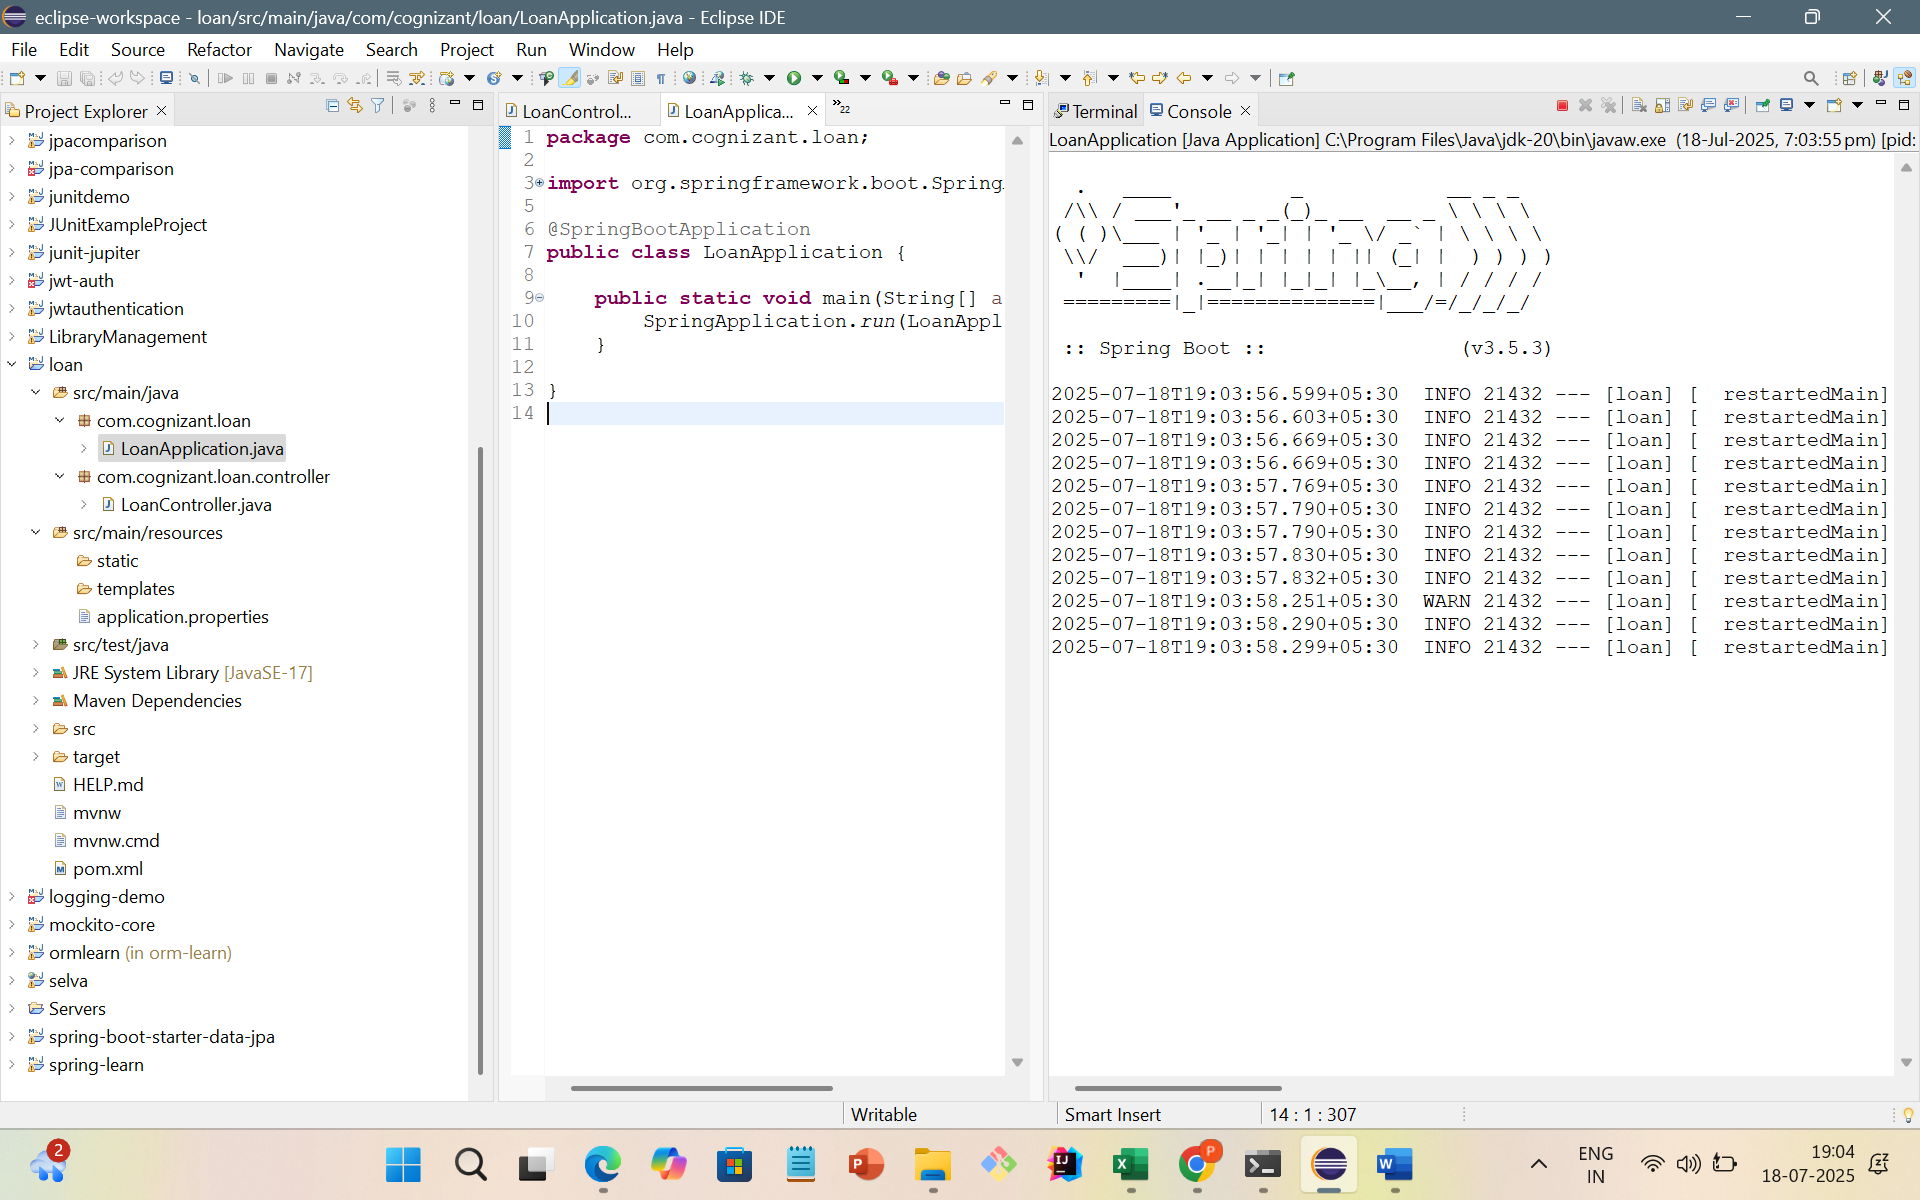 eclipse-workspace - loan/src/main/java/com/cognizant/loan/LoanApplication.java - Eclipse IDE
File Edit Source Refactor Navigate Search Project Run Window Help
Project Explorer
jpacomparison
jpa-comparison
junitdemo
JUnitExampleProject
junit-jupiter
jwt-auth
jwtauthentication
LibraryManagement
loan
src/main/java
com.cognizant.loan
LoanApplication.java
com.cognizant.loan.controller
LoanController.java
src/main/resources
static
templates
application.properties
src/test/java
JRE System Library [JavaSE-17]
Maven Dependencies
src
target
HELP.md
mvnw
mvnw.cmd
pom.xml
logging-demo
mockito-core
ormlearn (in orm-learn)
selva
Servers
spring-boot-starter-data-jpa
spring-learn
LoanControl... LoanApplica... »22
1 package com.cognizant.loan;
2
3 import org.springframework.boot.Spring
5
6 @SpringBootApplication
7 public class LoanApplication {
8
9 public static void main(String[] a
10 SpringApplication.run(LoanAppl
11 }
12
13 }
14
Terminal Console
LoanApplication [Java Application] C:\Program Files\Java\jdk-20\bin\javaw.exe (18-Jul-2025, 7:03:55 pm) [pid:
  .   ____          _            __ _ _
 /\\ / ___'_ __ _ _(_)_ __  __ _ \ \ \ \
( ( )\___ | '_ | '_| | '_ \/ _` | \ \ \ \
 \\/  ___)| |_)| | | | | || (_| |  ) ) ) )
  '  |____| .__|_| |_|_| |_\__, | / / / /
 =========|_|==============|___/=/_/_/_/
:: Spring Boot :: (v3.5.3)
2025-07-18T19:03:56.599+05:30 INFO 21432 --- [loan] [ restartedMain]
2025-07-18T19:03:56.603+05:30 INFO 21432 --- [loan] [ restartedMain]
2025-07-18T19:03:56.669+05:30 INFO 21432 --- [loan] [ restartedMain]
2025-07-18T19:03:56.669+05:30 INFO 21432 --- [loan] [ restartedMain]
2025-07-18T19:03:57.769+05:30 INFO 21432 --- [loan] [ restartedMain]
2025-07-18T19:03:57.790+05:30 INFO 21432 --- [loan] [ restartedMain]
2025-07-18T19:03:57.790+05:30 INFO 21432 --- [loan] [ restartedMain]
2025-07-18T19:03:57.830+05:30 INFO 21432 --- [loan] [ restartedMain]
2025-07-18T19:03:57.832+05:30 INFO 21432 --- [loan] [ restartedMain]
2025-07-18T19:03:58.251+05:30 WARN 21432 --- [loan] [ restartedMain]
2025-07-18T19:03:58.290+05:30 INFO 21432 --- [loan] [ restartedMain]
2025-07-18T19:03:58.299+05:30 INFO 21432 --- [loan] [ restartedMain]
Writable Smart Insert 14 : 1 : 307
2
P
ENG
IN
19:04
18-07-2025